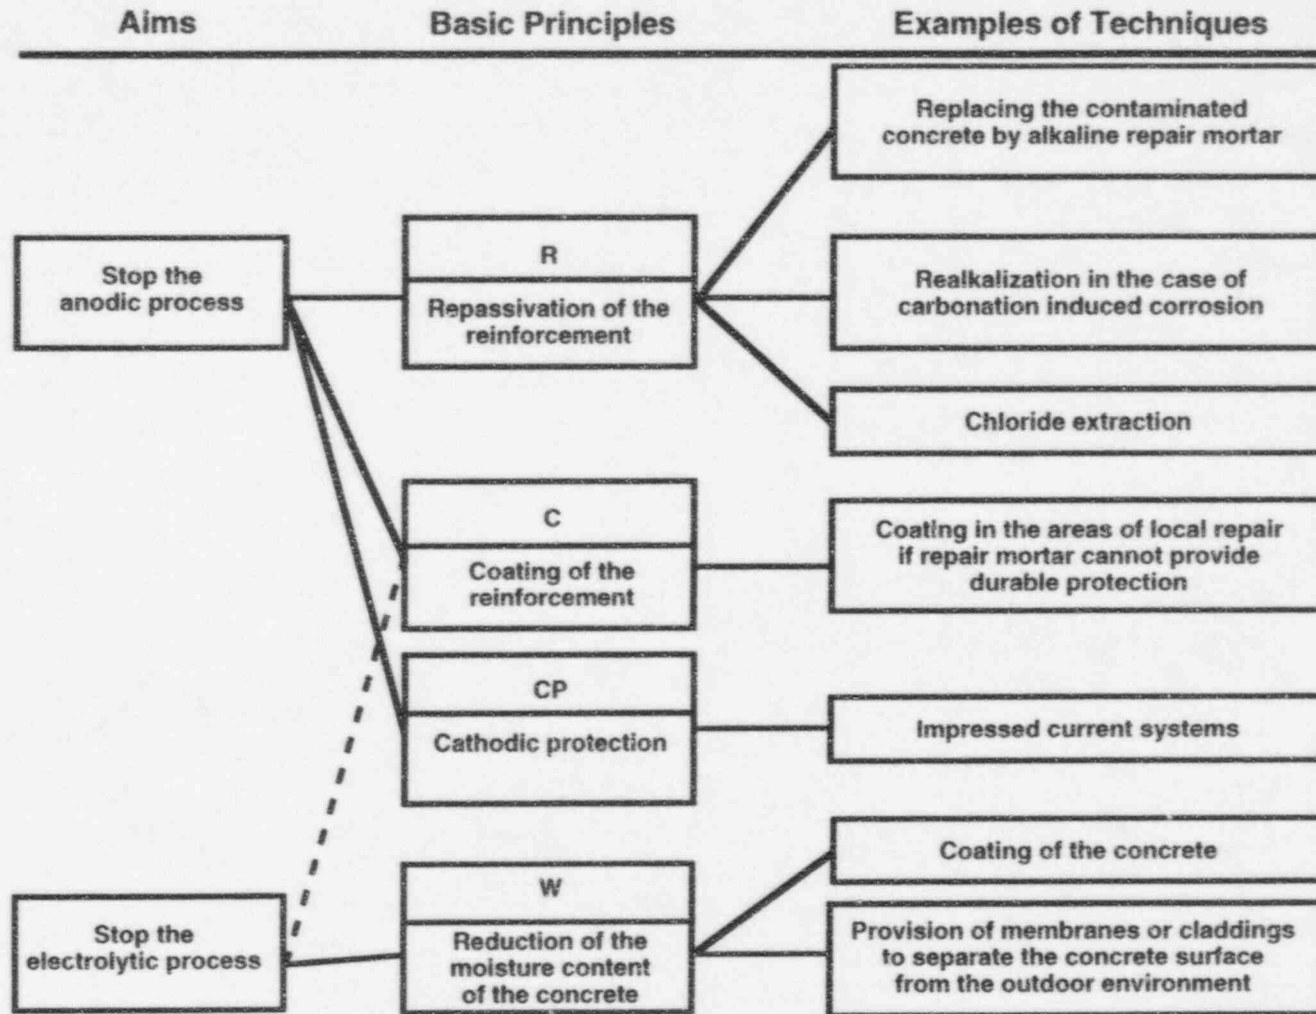 Aims
Basic Principles
Examples of Techniques
Replacing the contaminated
concrete by alkaline repair mortar
Stop the
anodic process
R
Repassivation of the
reinforcement
Realkalization in the case of
carbonation induced corrosion
Chloride extraction
C
Coating of the
reinforcement
Coating in the areas of local repair
if repair mortar cannot provide
durable protection
CP
Cathodic protection
Impressed current systems
Stop the
electrolytic process
W
Reduction of the
moisture content
of the concrete
Coating of the concrete
Provision of membranes or claddings
to separate the concrete surface
from the outdoor environment